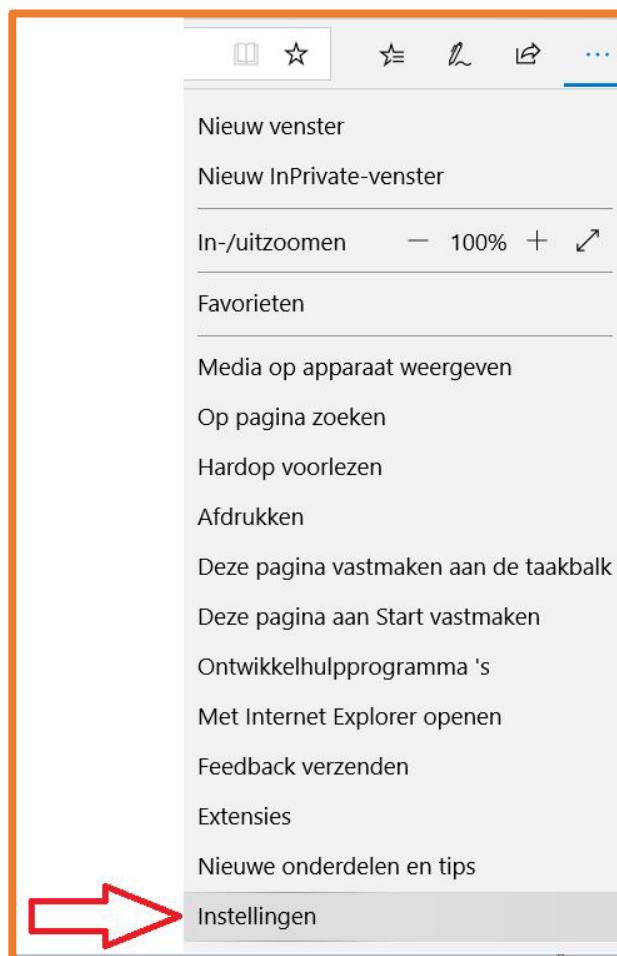 Nieuw venster
Nieuw InPrivate-venster
In-/uitzoomen — 100% +
Favorieten
Media op apparaat weergeven
Op pagina zoeken
Hardop voorlezen
Afdrukken
Deze pagina vastmaken aan de taakbalk
Deze pagina aan Start vastmaken
Ontwikkelhulpprogramma 's
Met Internet Explorer openen
Feedback verzenden
Extensies
Nieuwe onderdelen en tips
Instellingen